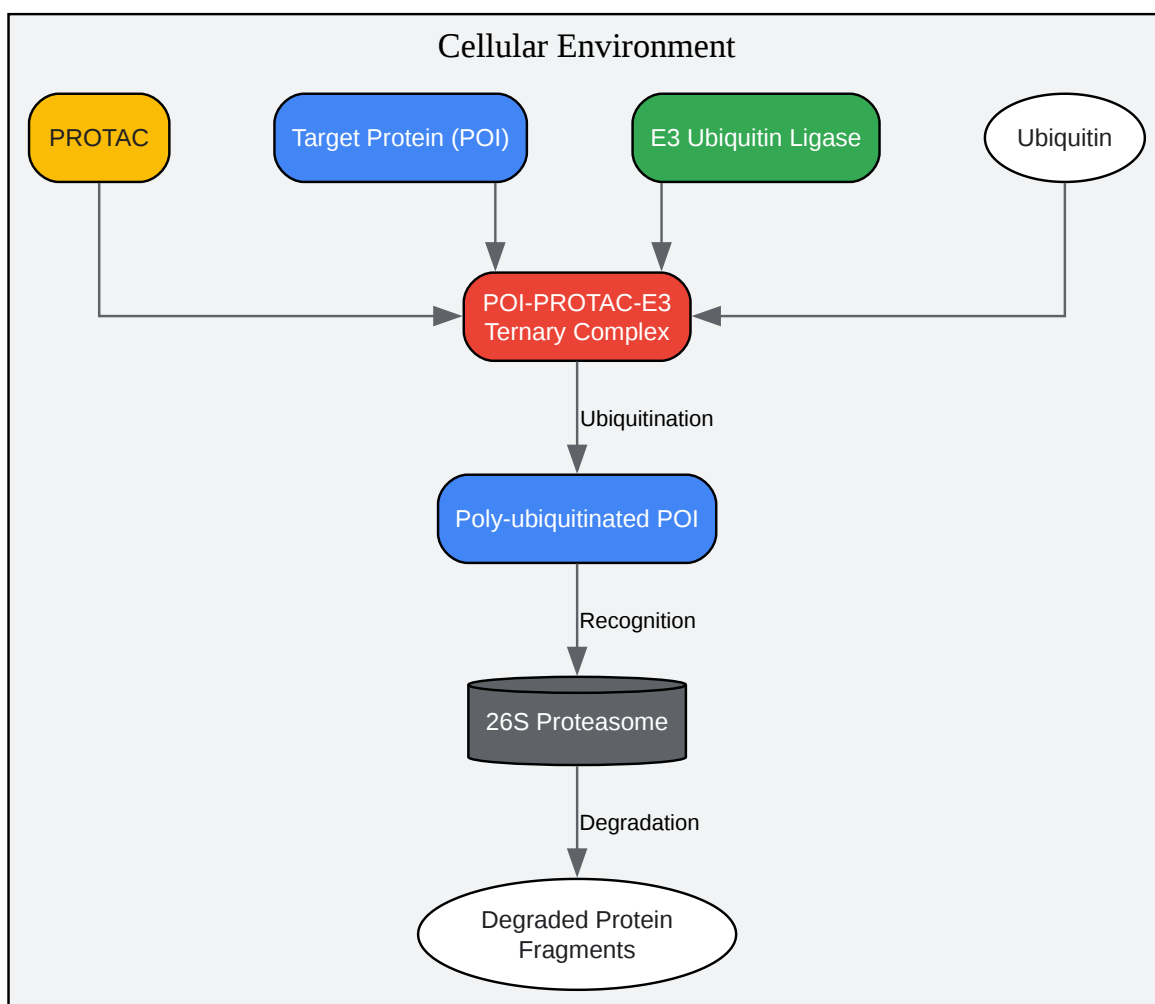 Cellular Environment
PROTAC
Target Protein (POI)
E3 Ubiquitin Ligase
Ubiquitin
POI-PROTAC-E3
Ternary Complex
Ubiquitination
Poly-ubiquitinated POI
Recognition
26S Proteasome
Degradation
Degraded Protein
Fragments